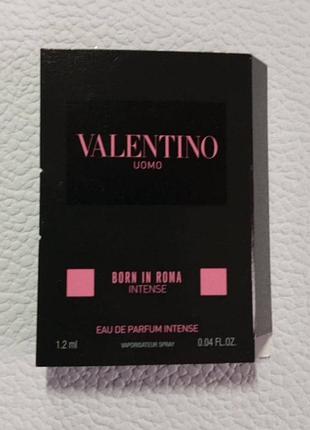 VALENTINO
UOMO
BORN IN ROMA
INTENSE
EAU DE PARFUM INTENSE
1.2 ml VAPORISATEUR SPRAY 0.04 FL.OZ.